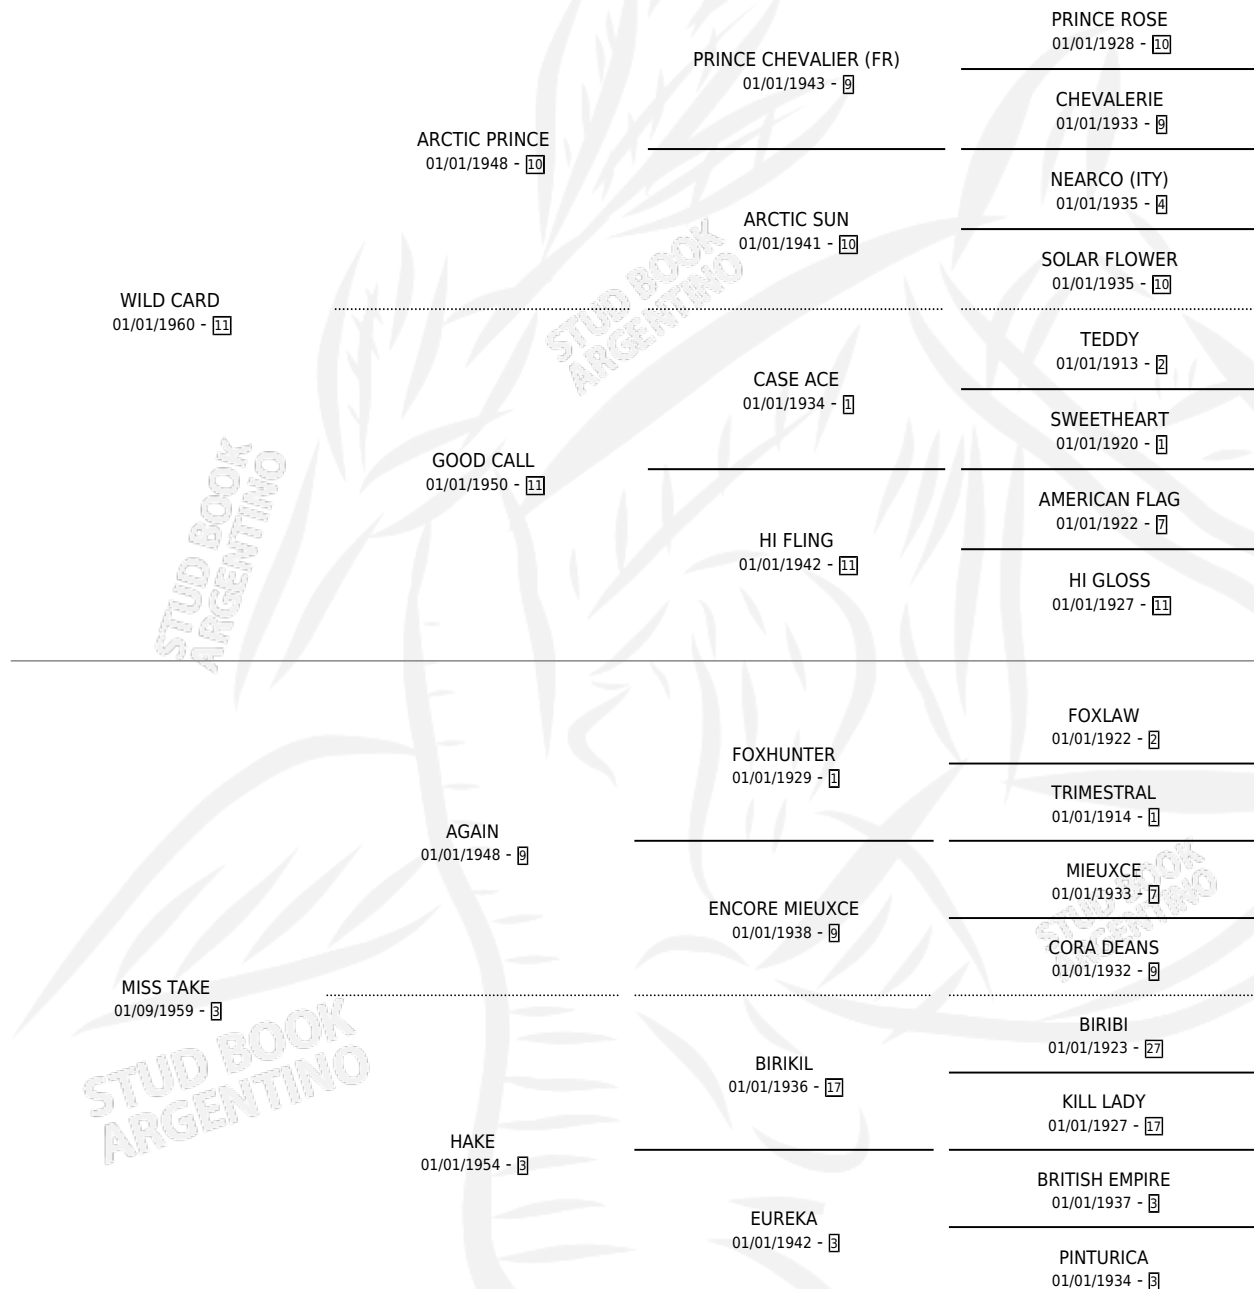 PRINCE ROSE
01/01/1928 - 10
PRINCE CHEVALIER (FR)
01/01/1943 - 9
CHEVALERIE
01/01/1933 - 9
ARCTIC PRINCE
01/01/1948 - 10
NEARCO (ITY)
01/01/1935 - 4
ARCTIC SUN
01/01/1941 - 10
SOLAR FLOWER
01/01/1935 - 10
WILD CARD
01/01/1960 - 11
TEDDY
01/01/1913 - 2
CASE ACE
01/01/1934 - 1
SWEETHEART
01/01/1920 - 1
GOOD CALL
01/01/1950 - 11
AMERICAN FLAG
01/01/1922 - 7
HI FLING
01/01/1942 - 11
HI GLOSS
01/01/1927 - 11
FOXLAW
01/01/1922 - 2
FOXHUNTER
01/01/1929 - 1
TRIMESTRAL
01/01/1914 - 1
AGAIN
01/01/1948 - 9
MIEUXCE
01/01/1933 - 7
ENCORE MIEUXCE
01/01/1938 - 9
CORA DEANS
01/01/1932 - 9
MISS TAKE
01/09/1959 - 3
BIRIBI
01/01/1923 - 27
BIRIKIL
01/01/1936 - 17
KILL LADY
01/01/1927 - 17
HAKE
01/01/1954 - 3
BRITISH EMPIRE
01/01/1937 - 3
EUREKA
01/01/1942 - 3
PINTURICA
01/01/1934 - 3
STUD BOOK
ARGENTINO
STUD BOOK
ARGENTINO
STUD BOOK
ARGENTINO
STUD BOOK
ARGENTINO